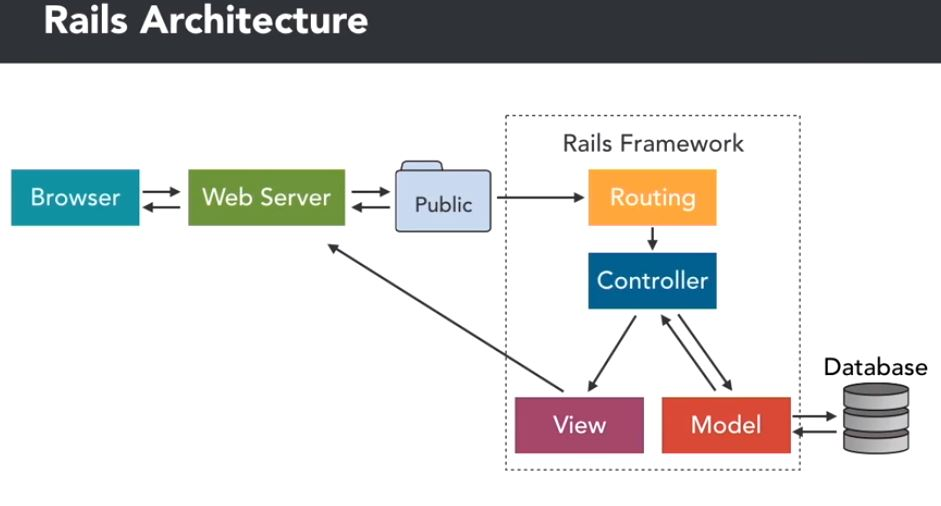 Rails Architecture
Rails Framework
Browser
Web Server
Public
Routing
Controller
Database
View
Model